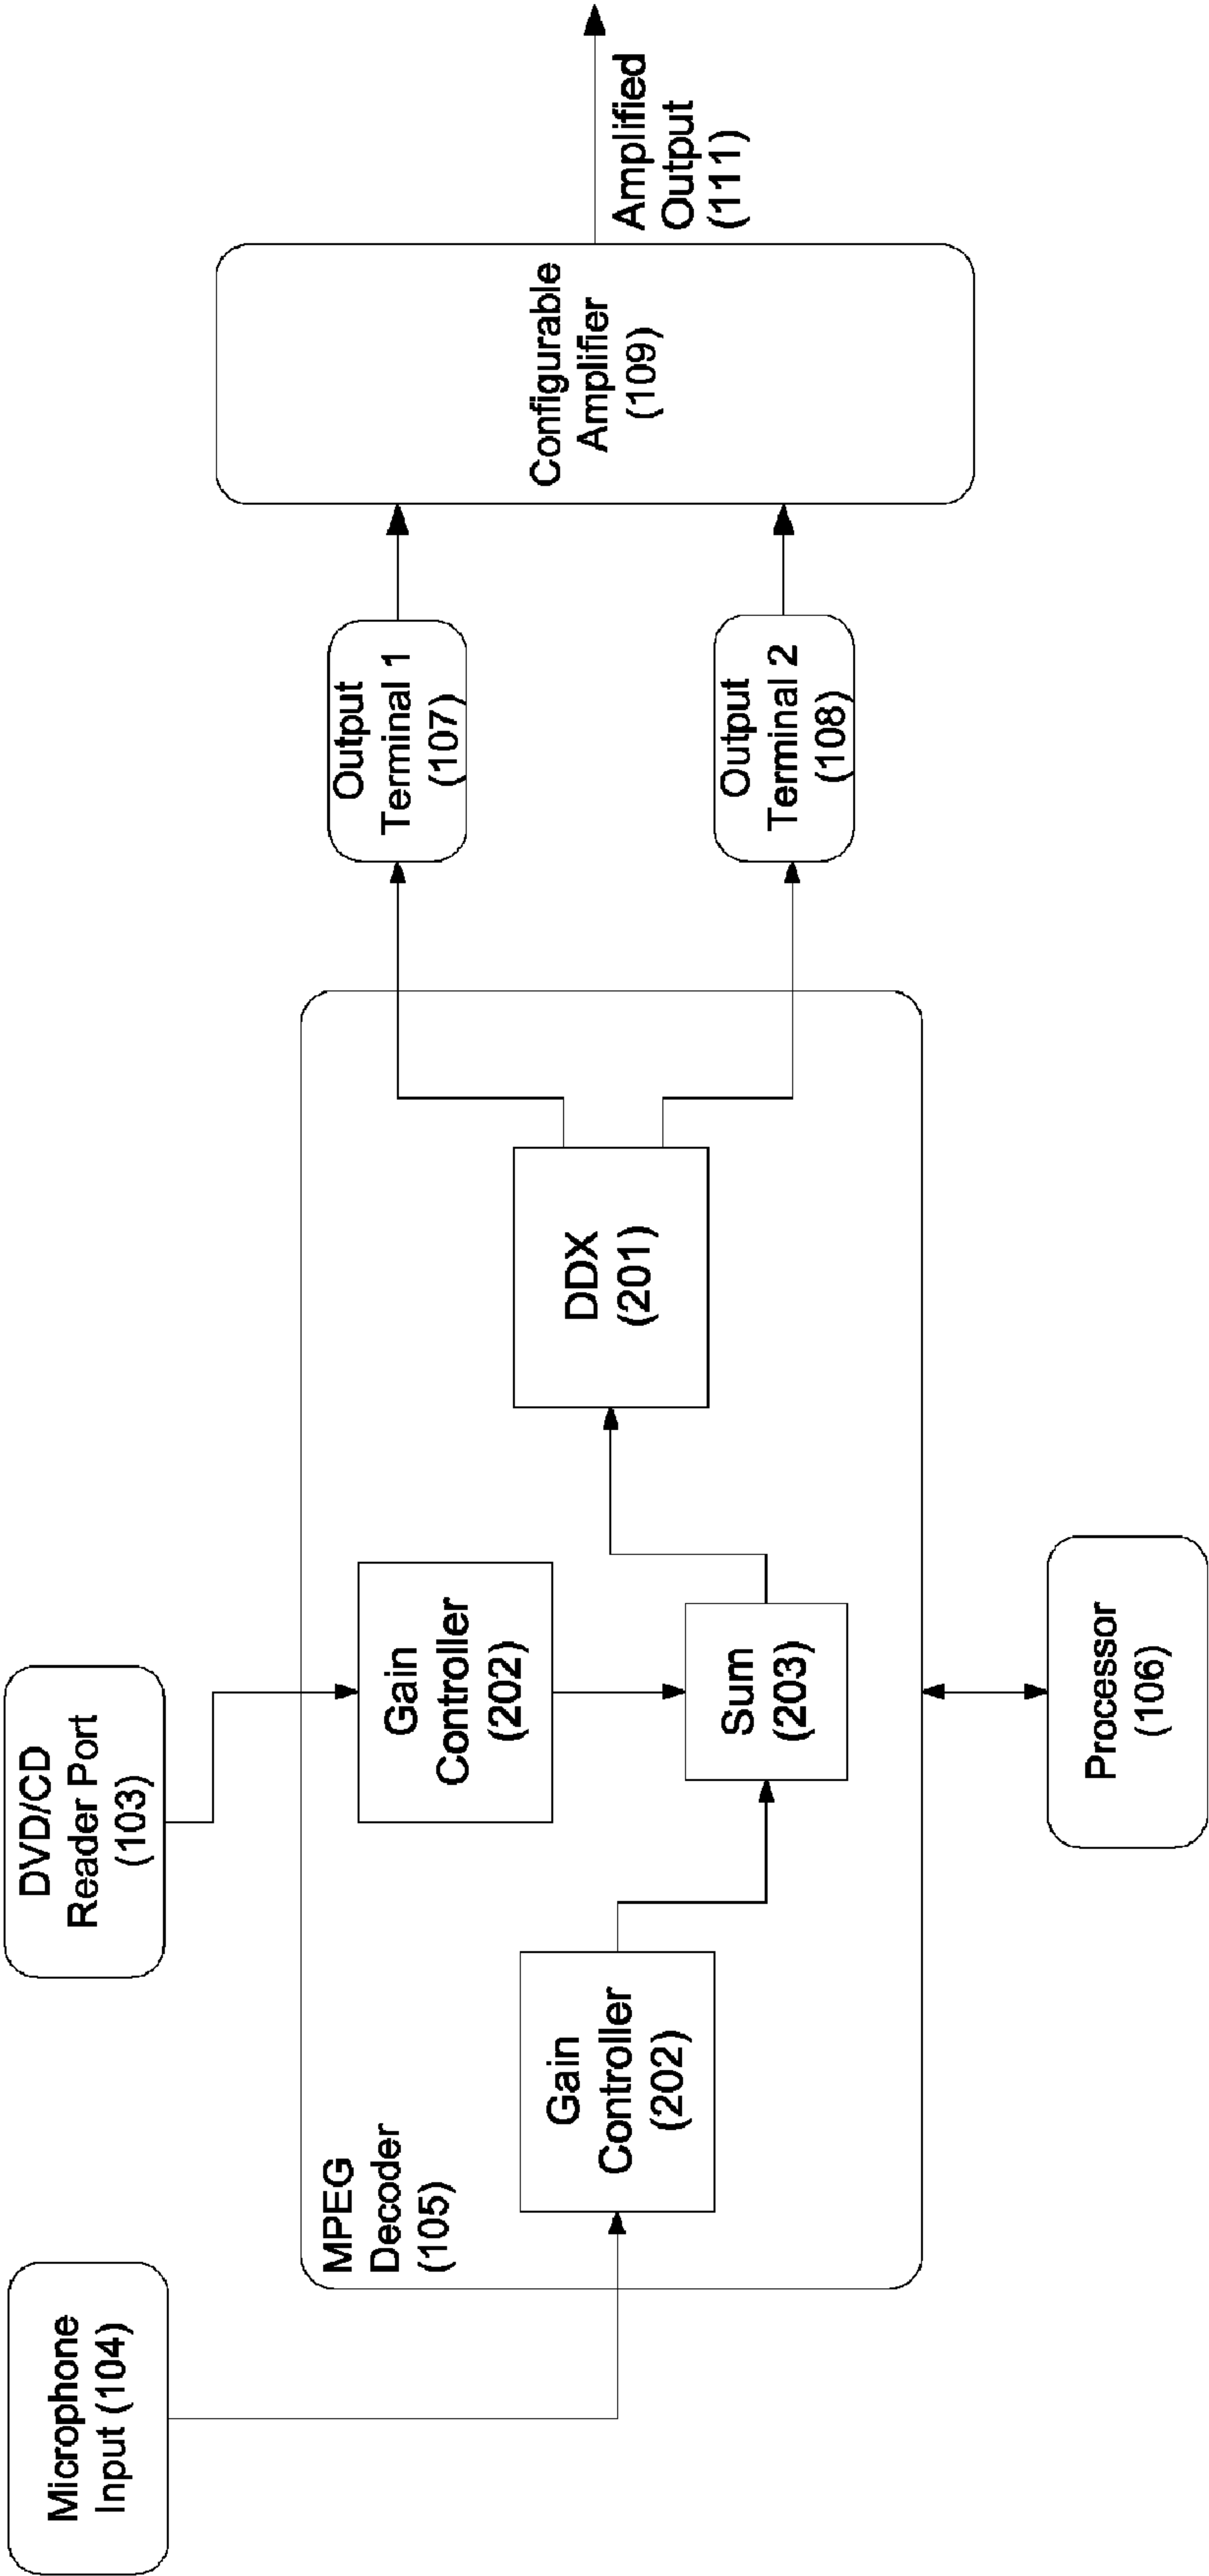 Microphone
Input (104)
DVD/CD
Reader Port
(103)
MPEG
Decoder
(105)
Gain
Controller
(202)
Gain
Controller
(202)
Sum
(203)
DDX
(201)
Processor
(106)
Output
Terminal 1
(107)
Output
Terminal 2
(108)
Configurable
Amplifier
(109)
Amplified
Output
(111)